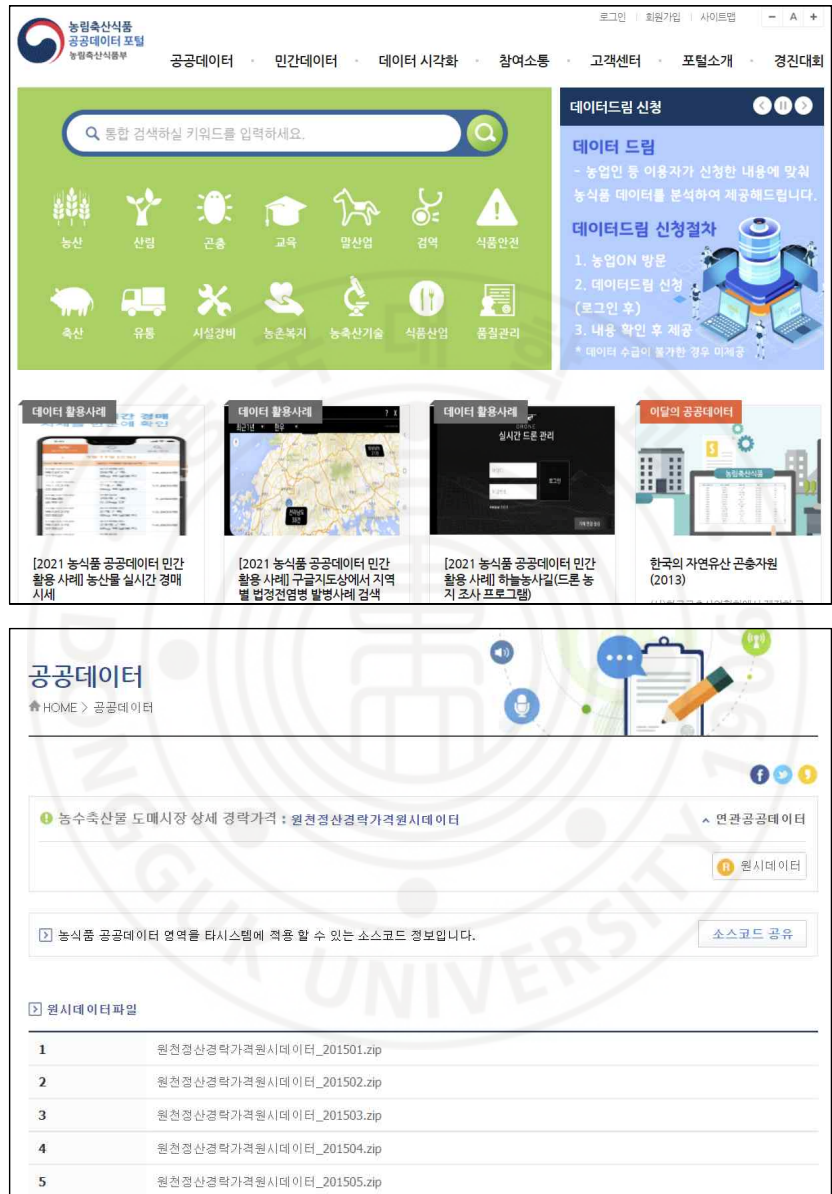 농림축산식품
공공데이터 포털
농림축산식품부
로그인 | 회원가입 | 사이트맵 - A +
공공데이터 · 민간데이터 · 데이터 시각화 · 참여소통 · 고객센터 · 포털소개 · 경진대회
통합 검색하실 키워드를 입력하세요.
농산 산림 곤충 교육 말산업 검역 식품안전
축산 유통 시설장비 농촌복지 농축산기술 식품산업 품질관리
데이터드림 신청
데이터 드림
- 농업인 등 이용자가 신청한 내용에 맞춰
농식품 데이터를 분석하여 제공해드립니다.
데이터드림 신청절차
1. 농업ON 방문
2. 데이터드림 신청
(로그인 후)
3. 내용 확인 후 제공
* 데이터 수급이 불가한 경우 미제공
데이터 활용사례
[2021 농식품 공공데이터 민간
활용 사례] 농산물 실시간 경매
시세
데이터 활용사례
최근1년 한우
[2021 농식품 공공데이터 민간
활용 사례] 구글지도상에서 지역
별 법정전염병 발병사례 검색
데이터 활용사례
DRONE
실시간 드론 관리
로그인
[2021 농식품 공공데이터 민간
활용 사례] 하늘농사길(드론 농
지 조사 프로그램)
이달의 공공데이터
농림축산식품
한국의 자연유산 곤충자원
(2013)
공공데이터
HOME > 공공데이터
농수축산물 도매시장 상세 경락가격 : 원천정산경락가격원시데이터
연관공공데이터
R 원시데이터
농식품 공공데이터 영역을 타시스템에 적용 할 수 있는 소스코드 정보입니다.
소스코드 공유
원시데이터파일
1 원천정산경락가격원시데이터_201501.zip
2 원천정산경락가격원시데이터_201502.zip
3 원천정산경락가격원시데이터_201503.zip
4 원천정산경락가격원시데이터_201504.zip
5 원천정산경락가격원시데이터_201505.zip
DONGGUK UNIVERSITY 1906